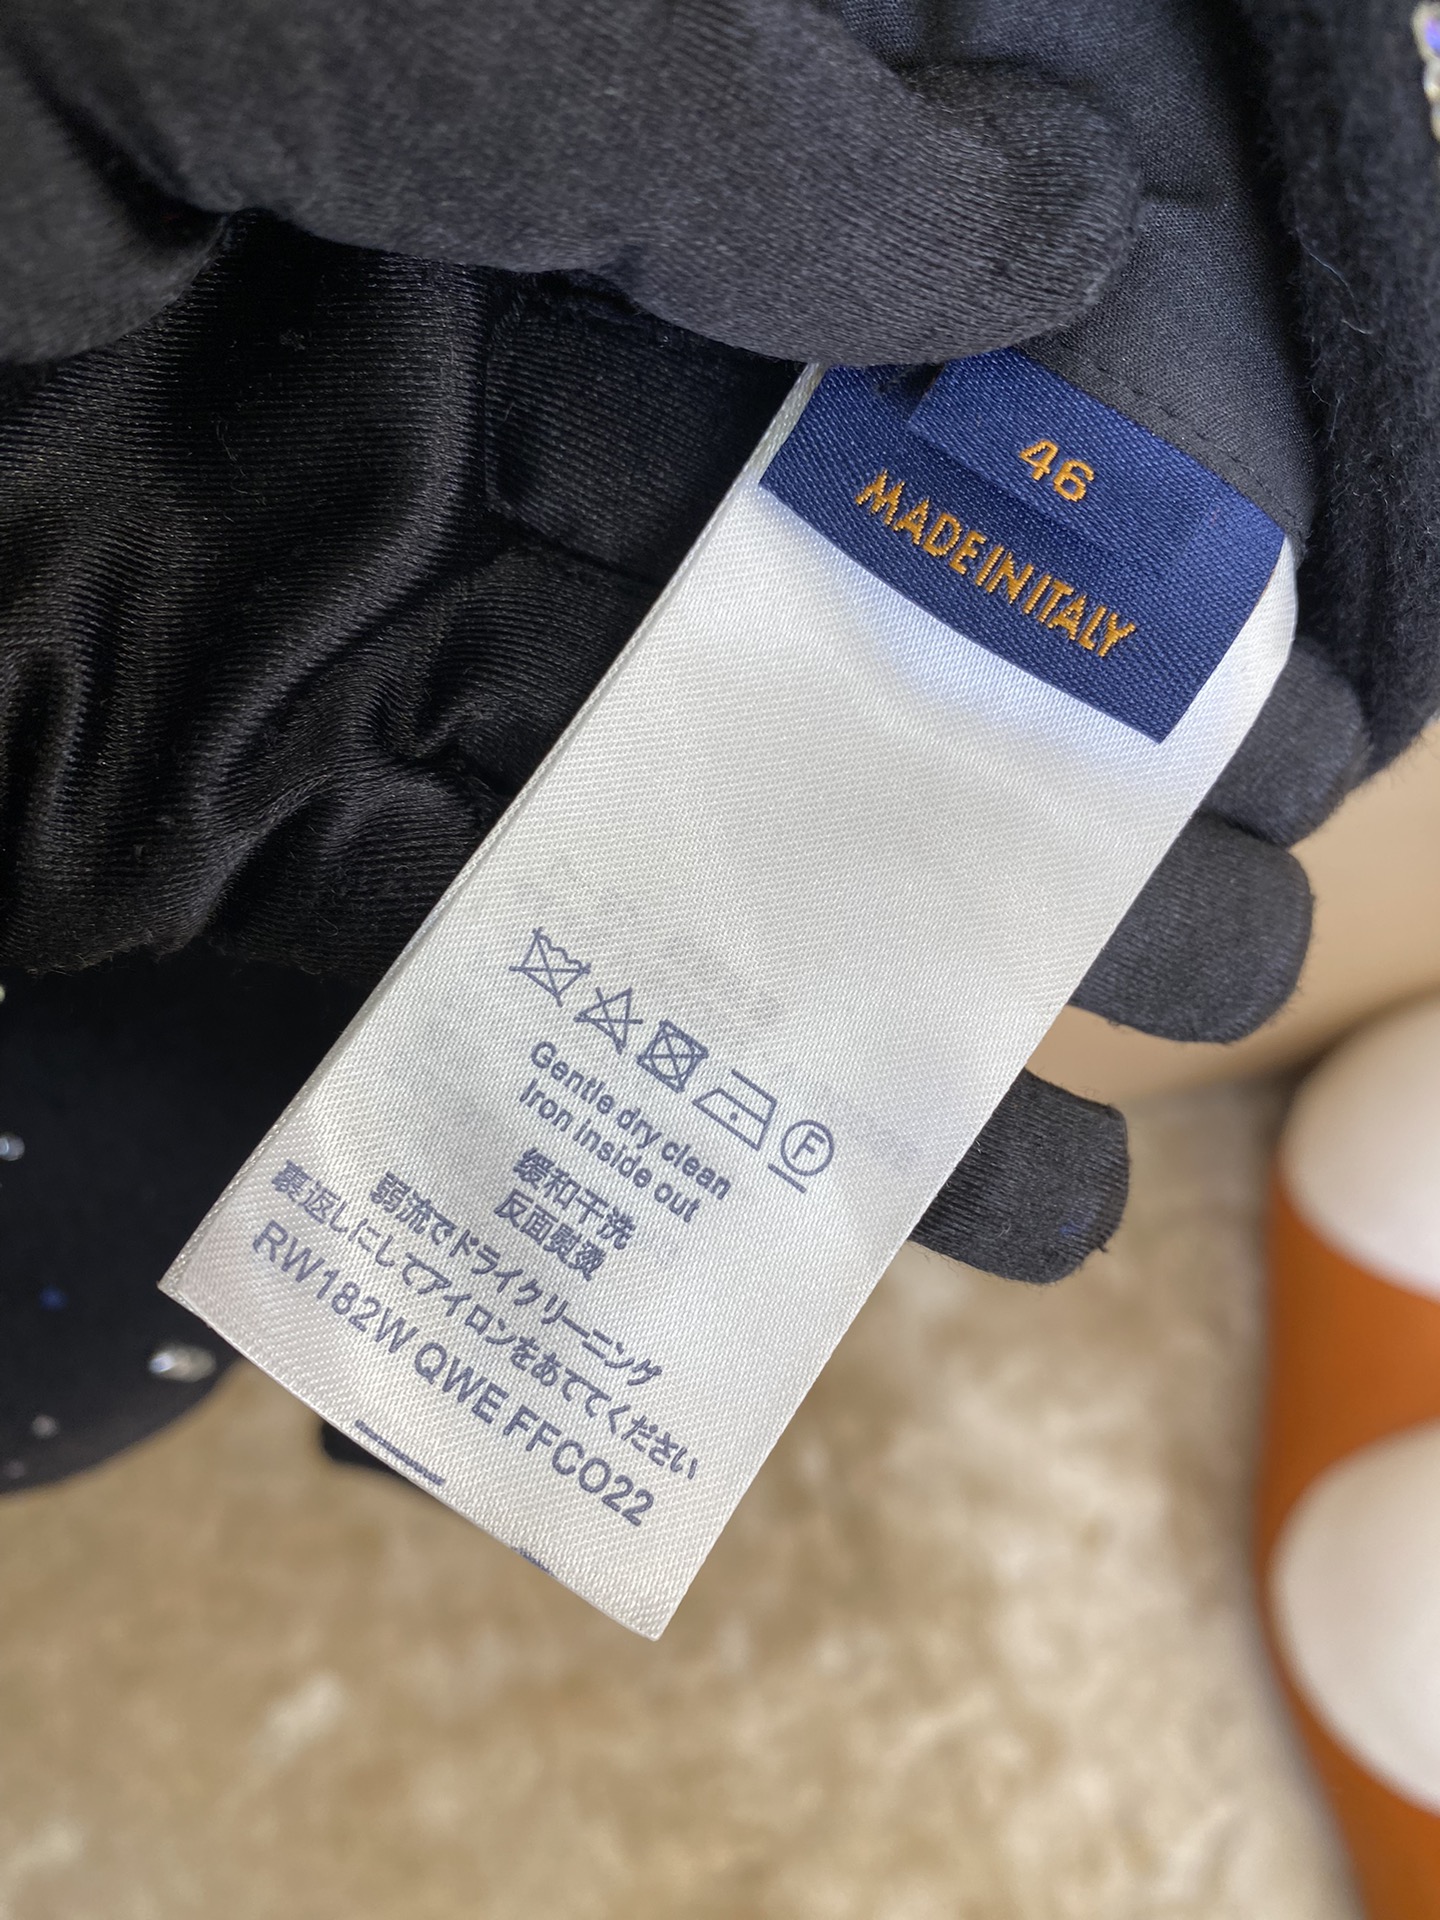 46
MADE IN ITALY
F
Gentle dry clean
Iron inside out
缓和干洗
反面熨烫
弱流でドライクリーニング
裏返しにしてアイロンをあててください
RW182W QWE FFCO22